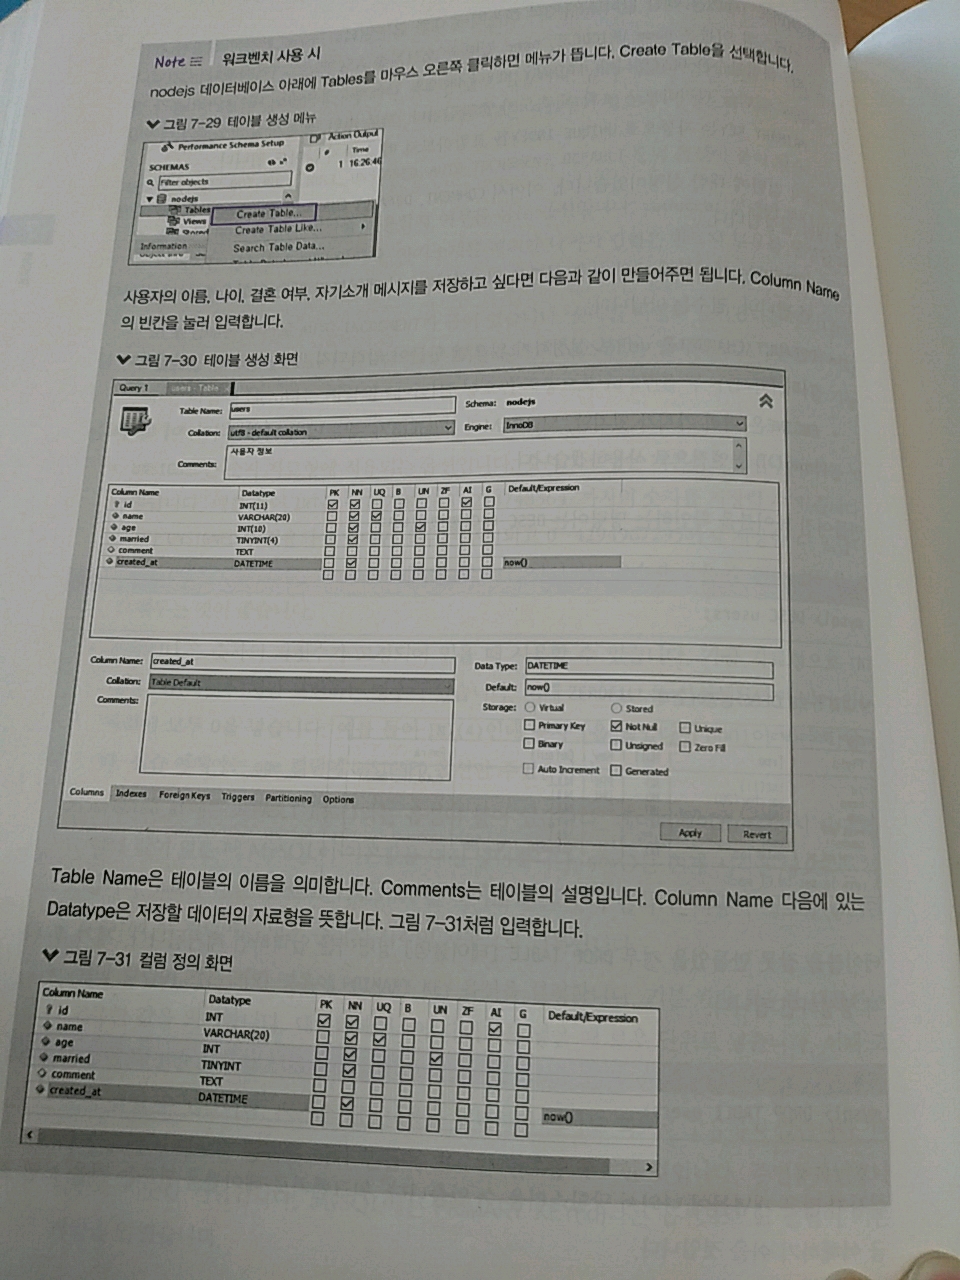 Note 워크벤치 사용 시
nodejs 데이터베이스 아래에 Tables를 마우스 오른쪽 클릭하면 메뉴가 뜹니다. Create Table을 선택합니다.
그림 7-29 테이블 생성 메뉴
Performance Schema Setup
Action Output
# Time
SCHEMAS
1 16:26:46
Filter objects
nodejs
Tables
Create Table...
Views
Create Table Like...
Stored
Information
Search Table Data...
사용자의 이름, 나이, 결혼 여부, 자기소개 메시지를 저장하고 싶다면 다음과 같이 만들어주면 됩니다. Column Name
의 빈칸을 눌러 입력합니다.
그림 7-30 테이블 생성 화면
Query 1 users - Table
Table Name: users Schema: nodejs
Collation: utf8 - default collation Engine: InnoDB
Comments: 사용자 정보
Column Name Datatype PK NN UQ B UN ZF AI G Default/Expression
id INT(11)
name VARCHAR(20)
age INT(10)
married TINYINT(4)
comment TEXT
created_at DATETIME now()
Column Name: created_at Data Type: DATETIME
Collation: Table Default Default: now()
Comments: Storage: Virtual Stored
Primary Key Not Null Unique
Binary Unsigned Zero Fill
Auto Increment Generated
Columns Indexes Foreign Keys Triggers Partitioning Options
Apply Revert
Table Name은 테이블의 이름을 의미합니다. Comments는 테이블의 설명입니다. Column Name 다음에 있는
Datatype은 저장할 데이터의 자료형을 뜻합니다. 그림 7-31처럼 입력합니다.
그림 7-31 컬럼 정의 화면
Column Name Datatype PK NN UQ B UN ZF AI G Default/Expression
id INT
name VARCHAR(20)
age INT
married TINYINT
comment TEXT
created_at DATETIME now()